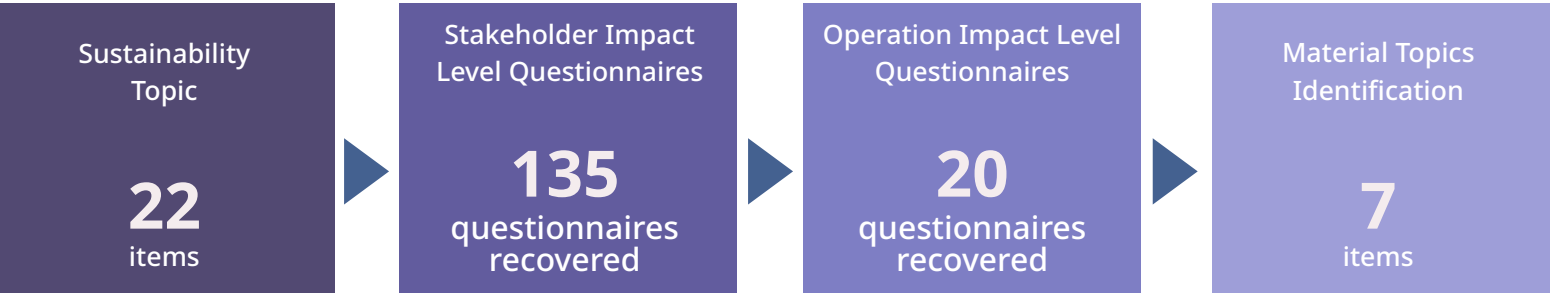 Sustainability
Topic
22
items
Stakeholder Impact
Level Questionnaires
135
questionnaires
recovered
Operation Impact Level
Questionnaires
20
questionnaires
recovered
Material Topics
Identification
7
items